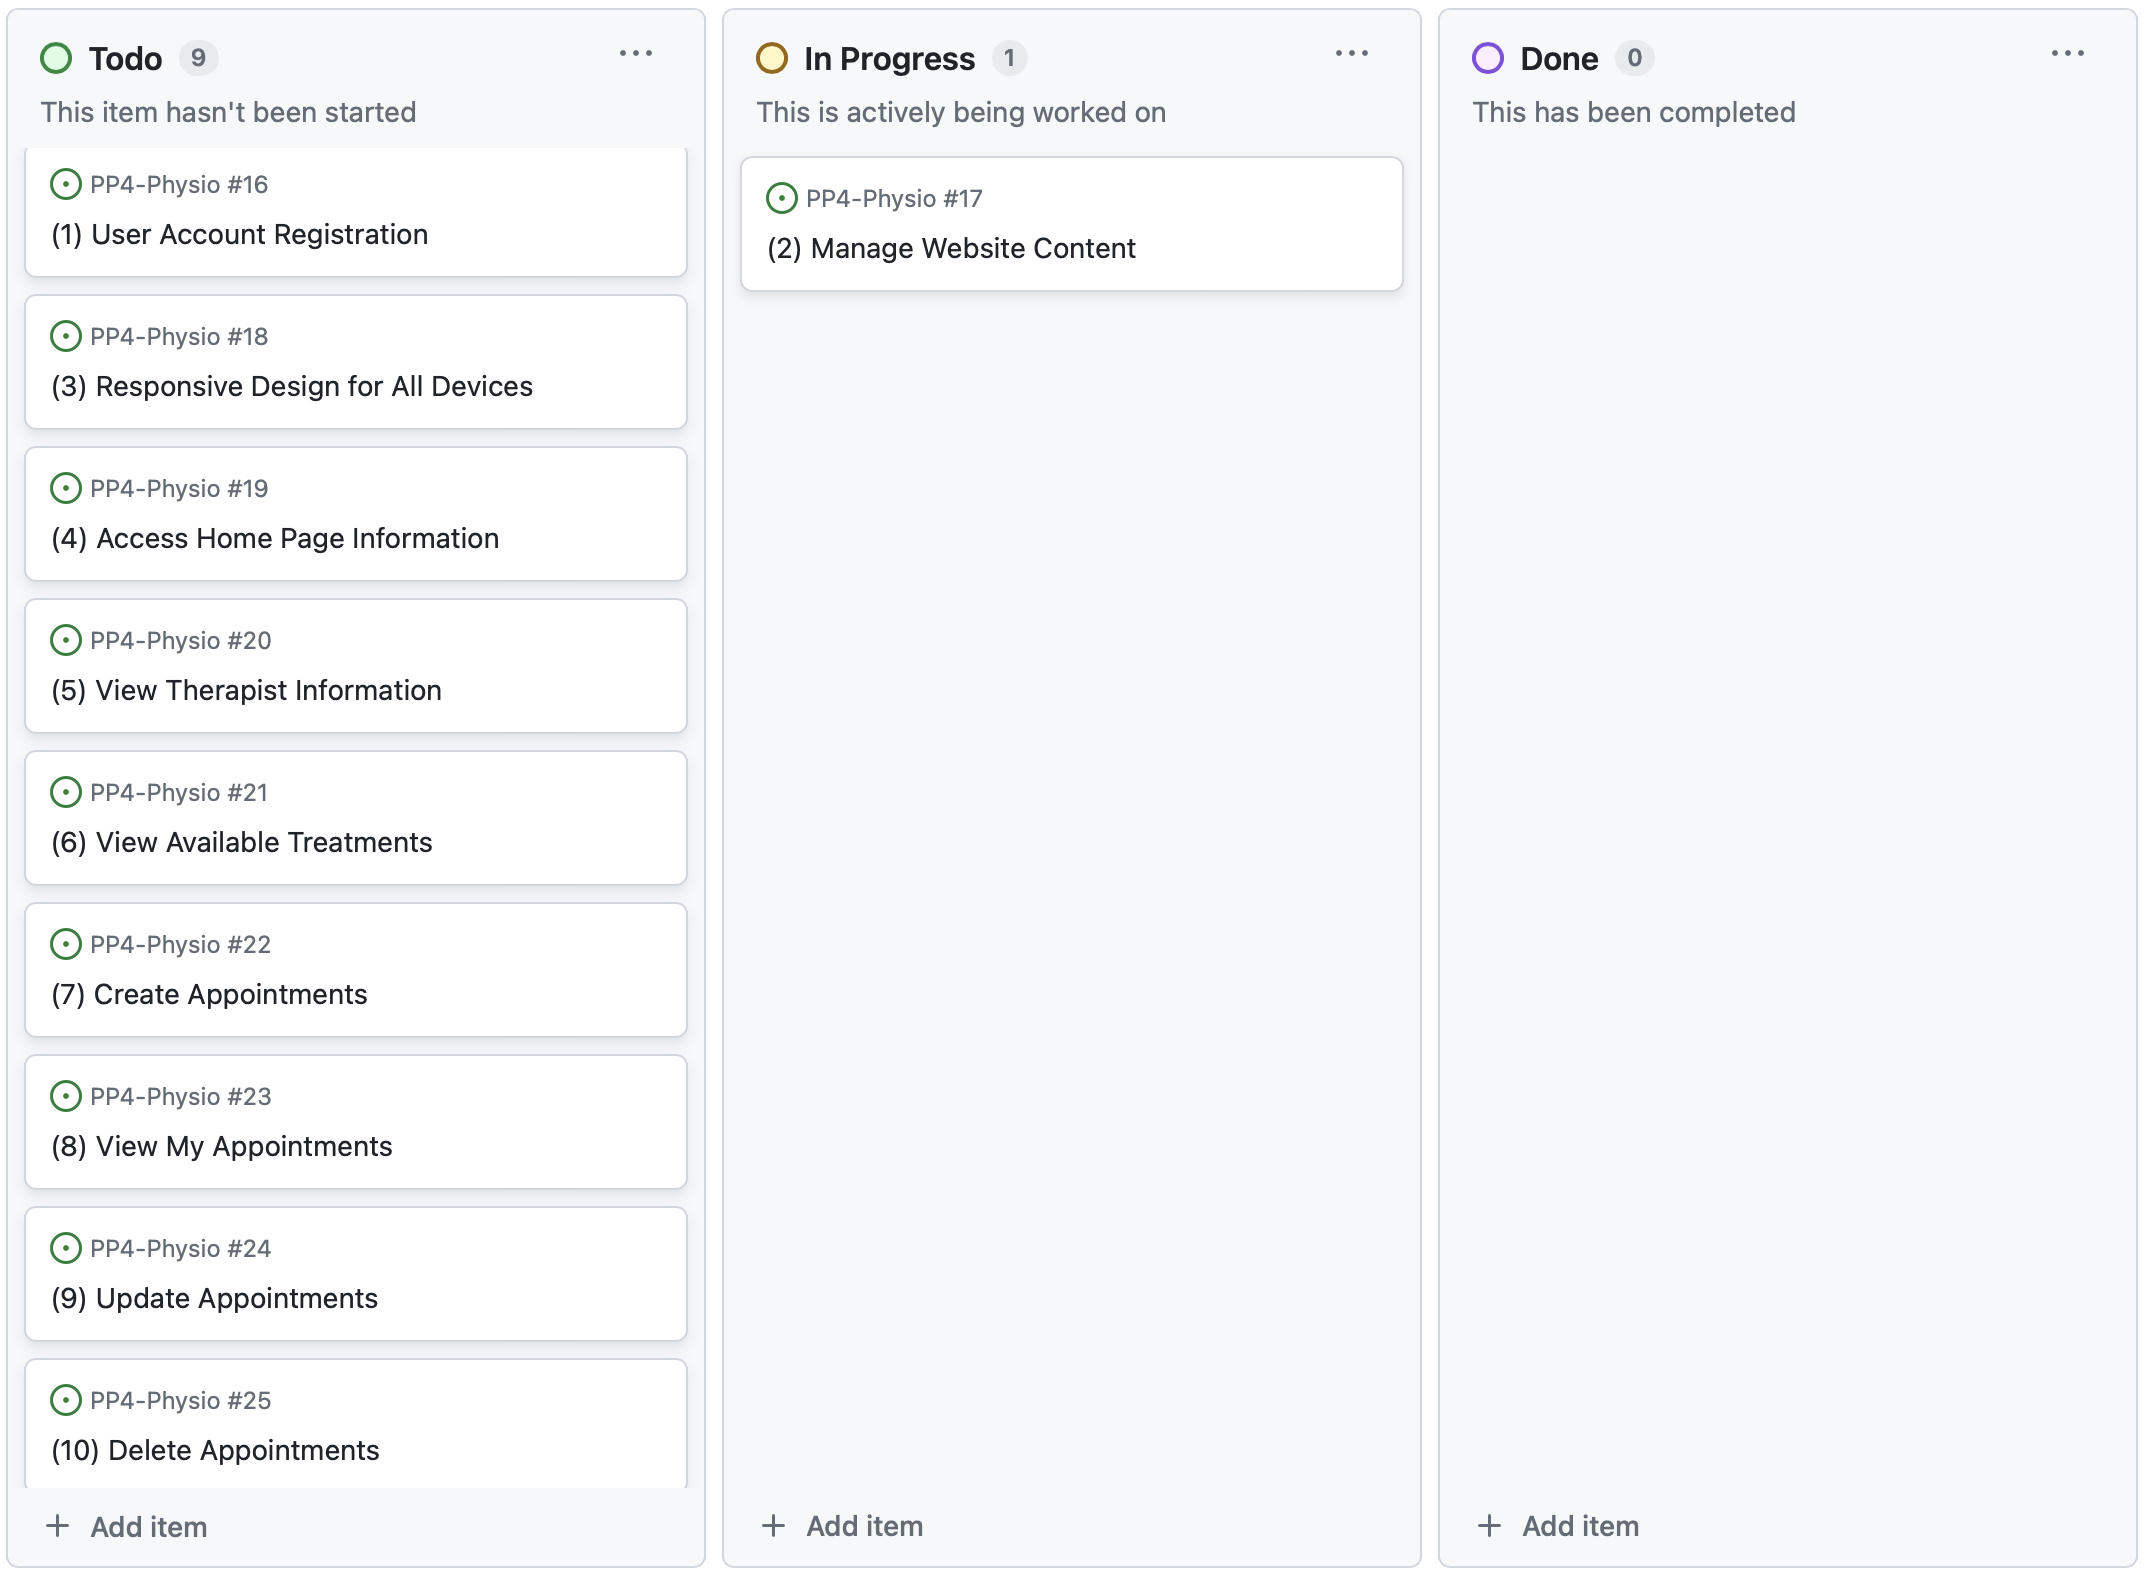 Todo 9
This item hasn't been started
PP4-Physio #16
(1) User Account Registration
PP4-Physio #18
(3) Responsive Design for All Devices
PP4-Physio #19
(4) Access Home Page Information
PP4-Physio #20
(5) View Therapist Information
PP4-Physio #21
(6) View Available Treatments
PP4-Physio #22
(7) Create Appointments
PP4-Physio #23
(8) View My Appointments
PP4-Physio #24
(9) Update Appointments
PP4-Physio #25
(10) Delete Appointments
+ Add item
In Progress 1
This is actively being worked on
PP4-Physio #17
(2) Manage Website Content
+ Add item
Done 0
This has been completed
+ Add item